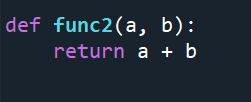 def func2(a, b):
    return a + b